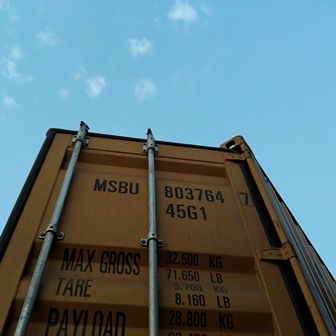 MSBU 803764 7
45G1
MAX GROSS 32.500 KG
71.650 LB
TARE 3.700 KG
8.160 LB
PAYLOAD 28.800 KG